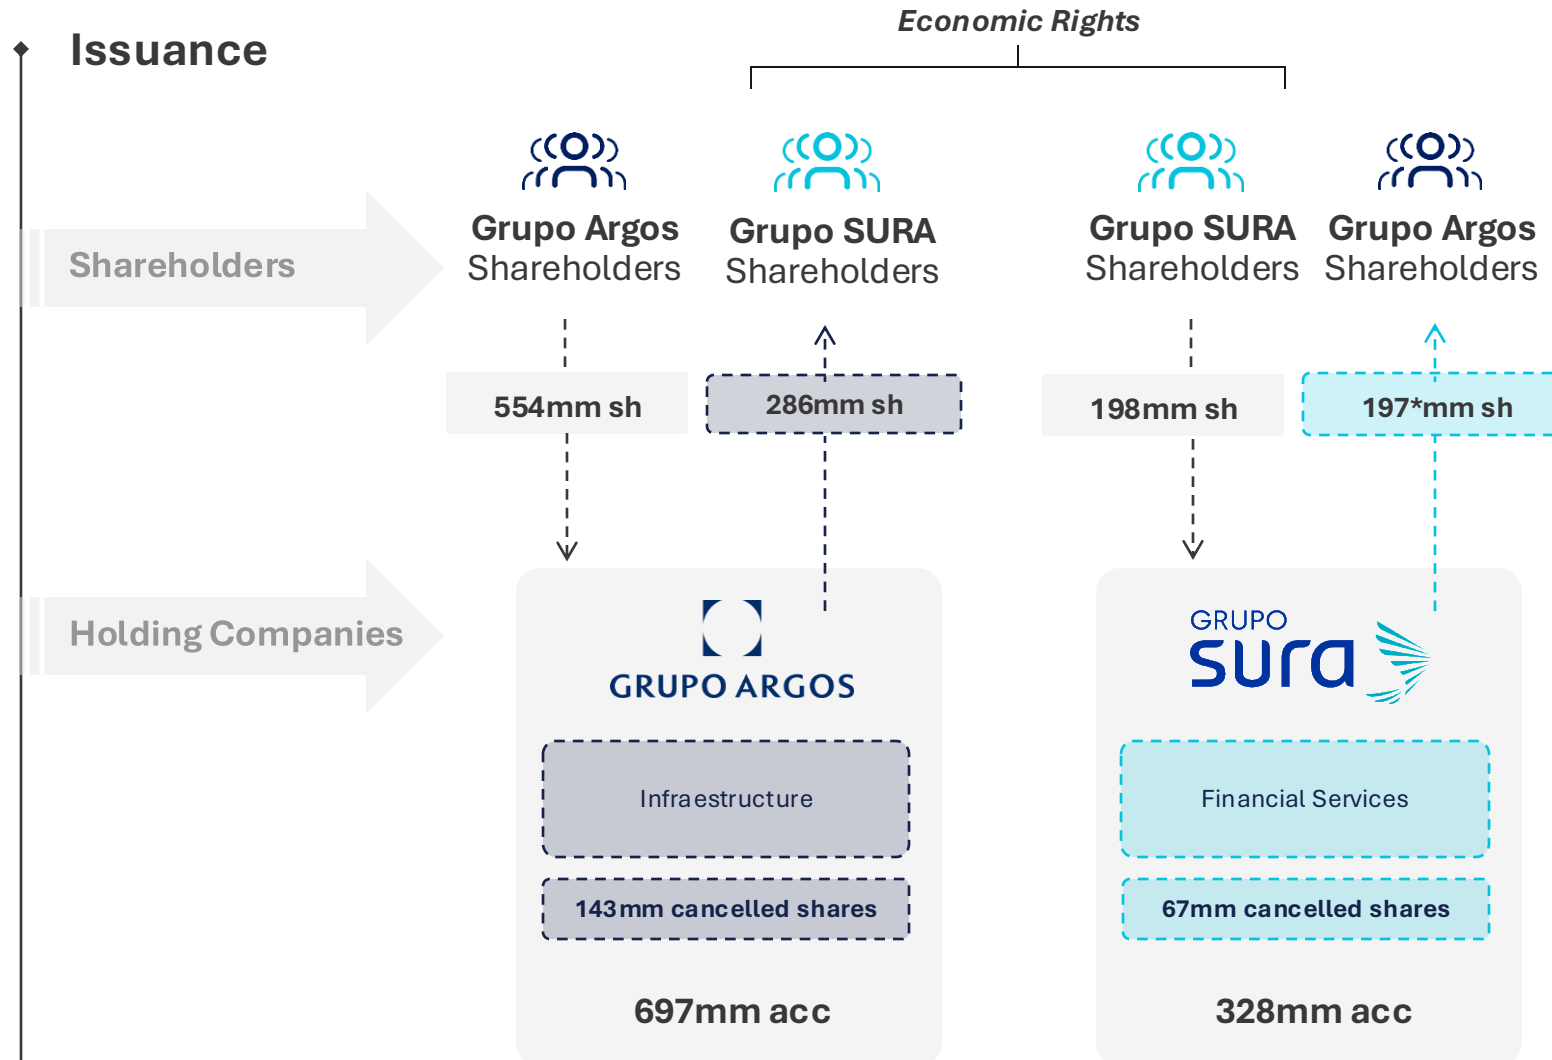 Economic Rights
Issuance
Grupo Argos
Shareholders
Grupo SURA
Shareholders
Grupo SURA
Shareholders
Grupo Argos
Shareholders
Shareholders
554mm sh
286mm sh
198mm sh
197*mm sh
Holding Companies
GRUPO ARGOS
GRUPO
sura
Infraestructure
Financial Services
143mm cancelled shares
67mm cancelled shares
697mm acc
328mm acc